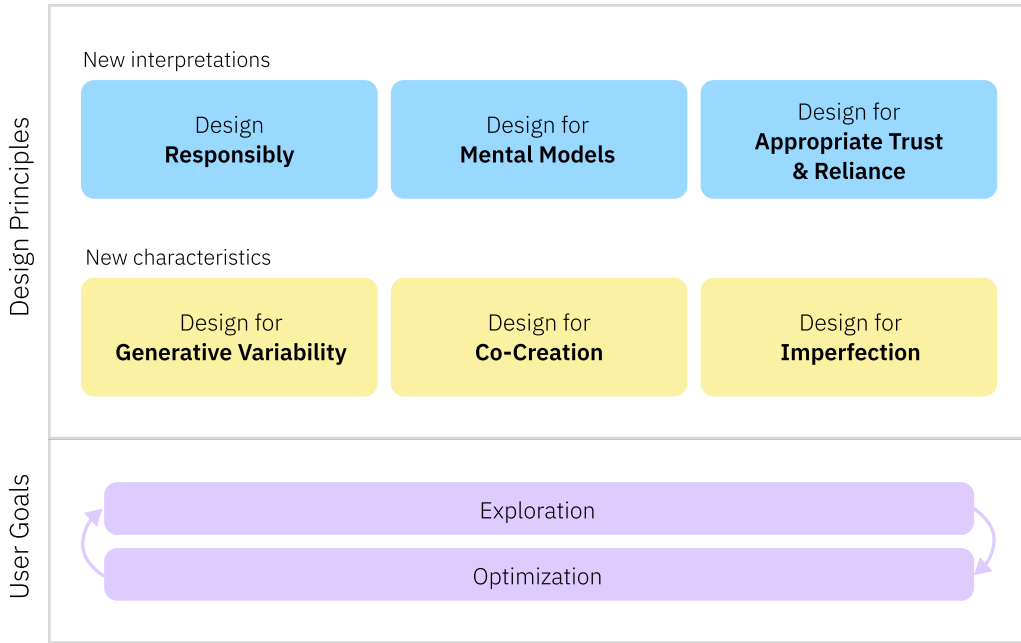 Design Principles
New interpretations
Design
Responsibly
Design for
Mental Models
Design for
Appropriate Trust
& Reliance
New characteristics
Design for
Generative Variability
Design for
Co-Creation
Design for
Imperfection
User Goals
Exploration
Optimization